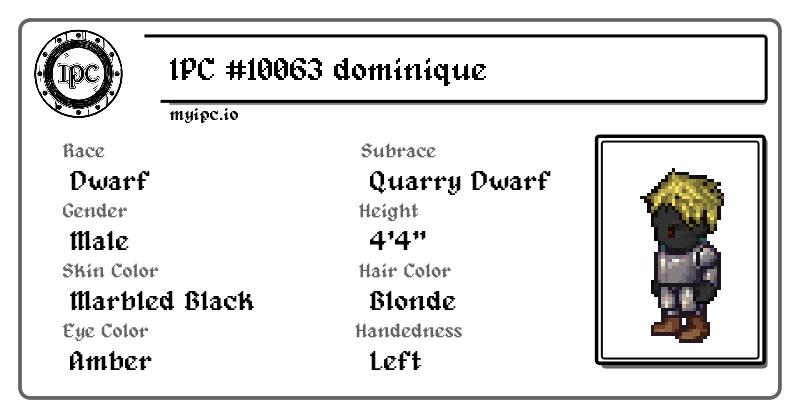 IPC
IPC #10063 dominique
myipc.io
Race
Dwarf
Subrace
Quarry Dwarf
Gender
Male
Height
4'4"
Skin Color
Marbled Black
Hair Color
Blonde
Eye Color
Amber
Handedness
Left